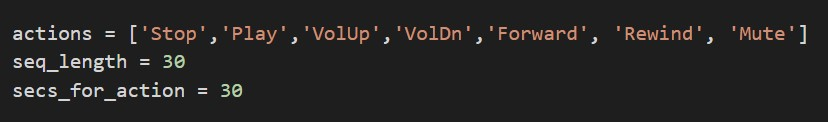 actions = ['Stop','Play','VolUp','VolDn','Forward', 'Rewind', 'Mute']
seq_length = 30
secs_for_action = 30